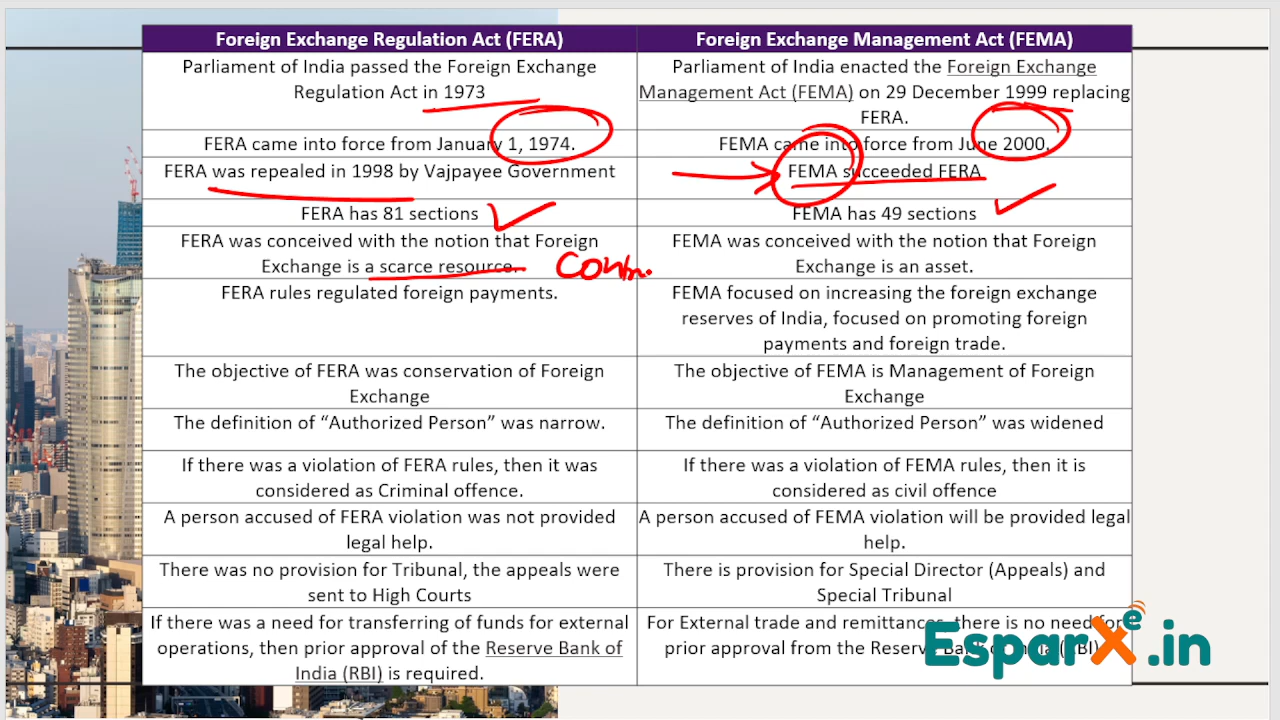 Foreign Exchange Regulation Act (FERA)
Foreign Exchange Management Act (FEMA)
Parliament of India passed the Foreign Exchange
Regulation Act in 1973
Parliament of India enacted the Foreign Exchange
Management Act (FEMA) on 29 December 1999 replacing
FERA.
FERA came into force from January 1, 1974.
FEMA came into force from June 2000.
FERA was repealed in 1998 by Vajpayee Government
FEMA succeeded FERA
FERA has 81 sections
FEMA has 49 sections
FERA was conceived with the notion that Foreign
Exchange is a scarce resource.
FEMA was conceived with the notion that Foreign
Exchange is an asset.
FERA rules regulated foreign payments.
FEMA focused on increasing the foreign exchange
reserves of India, focused on promoting foreign
payments and foreign trade.
The objective of FERA was conservation of Foreign
Exchange
The objective of FEMA is Management of Foreign
Exchange
The definition of “Authorized Person” was narrow.
The definition of “Authorized Person” was widened
If there was a violation of FERA rules, then it was
considered as Criminal offence.
If there was a violation of FEMA rules, then it is
considered as civil offence
A person accused of FERA violation was not provided
legal help.
A person accused of FEMA violation will be provided legal
help.
There was no provision for Tribunal, the appeals were
sent to High Courts
There is provision for Special Director (Appeals) and
Special Tribunal
If there was a need for transferring of funds for external
operations, then prior approval of the Reserve Bank of
India (RBI) is required.
For External trade and remittances, there is no need for
prior approval from the Reserve Bank of India (RBI)
EsparXe.in